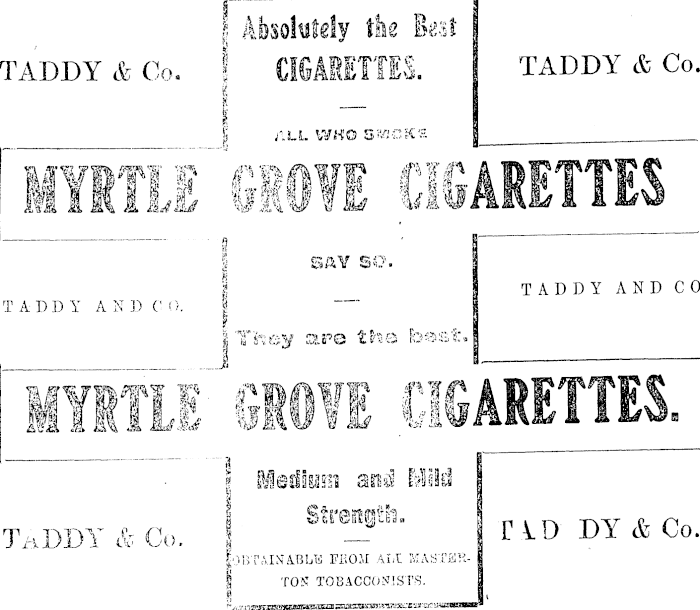 Absolutely the Best
TADDY & Co. CIGARETTES. TADDY & Co.
ALL WHO SMOKE
MYRTLE GROVE CIGARETTES
SAY SO.
TADDY AND CO. TADDY AND CO
They are the best.
MYRTLE GROVE CIGARETTES.
Medium and Mild
Strength.
TADDY & Co. TAD DY & Co.
OBTAINABLE FROM ALL MASTER-
TON TOBACCONISTS.